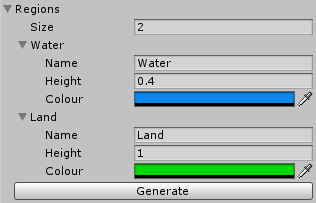 Regions
Size 2
Water
Name Water
Height 0.4
Colour
Land
Name Land
Height 1
Colour
Generate